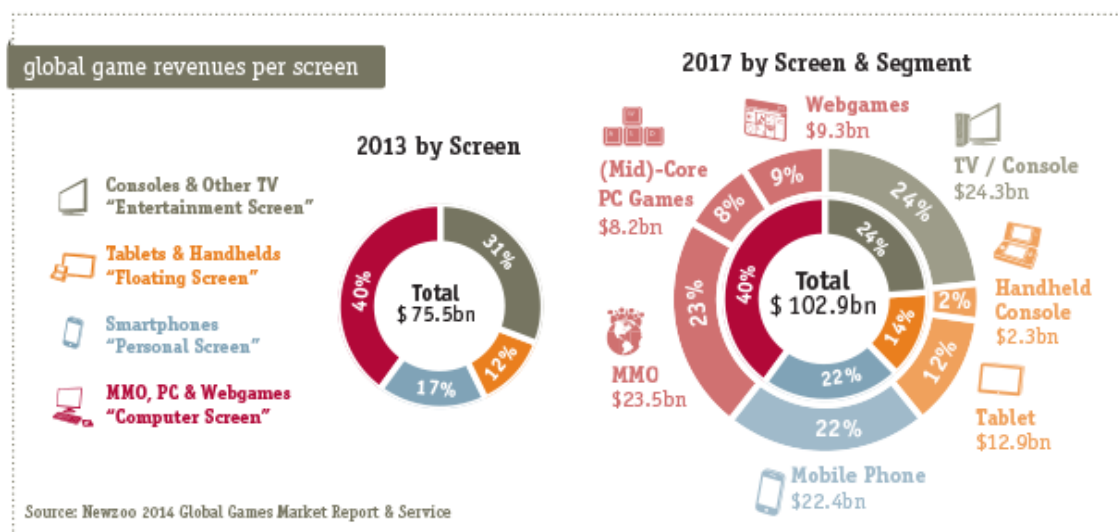 global game revenues per screen
2013 by Screen
Consoles & Other TV
“Entertainment Screen”
Tablets & Handhelds
“Floating Screen”
Smartphones
“Personal Screen”
MMO, PC & Webgames
“Computer Screen”
31%
12%
17%
40%
Total
$ 75.5bn
2017 by Screen & Segment
Webgames
$9.3bn
TV / Console
$24.3bn
Handheld
Console
$2.3bn
Tablet
$12.9bn
Mobile Phone
$22.4bn
MMO
$23.5bn
(Mid)-Core
PC Games
$8.2bn
24%
2%
12%
22%
23%
8%
9%
24%
14%
22%
40%
Total
$ 102.9bn
Source: Newzoo 2014 Global Games Market Report & Service